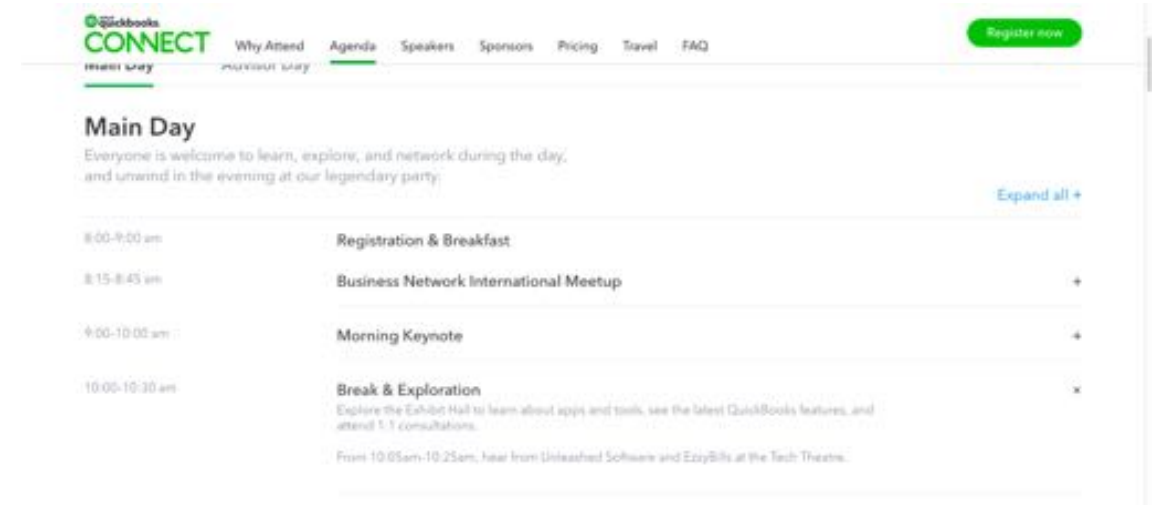 quickbooks.
CONNECT Why Attend Agenda Speakers Sponsors Pricing Travel FAQ Register now
Main Day Advisor Day
Main Day
Everyone is welcome to learn, explore, and network during the day,
and unwind in the evening at our legendary party.
Expand all +
8:00-9:00 am Registration & Breakfast
8:15-8:45 am Business Network International Meetup +
9:00-10:00 am Morning Keynote +
10:00-10:30 am Break & Exploration ×
Explore the Exhibit Hall to learn about apps and tools, see the latest QuickBooks features, and
attend 1:1 consultations.
From 10:05am-10:25am, hear from Unleashed Software and EzzyBills at the Tech Theatre.